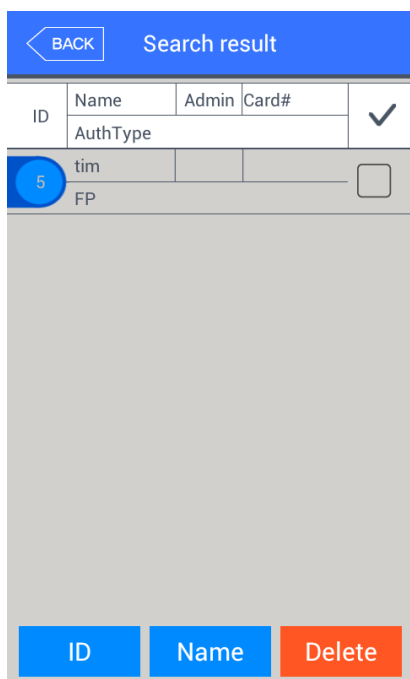 BACK Search result
ID Name Admin Card#
AuthType
5 tim
FP
ID Name Delete